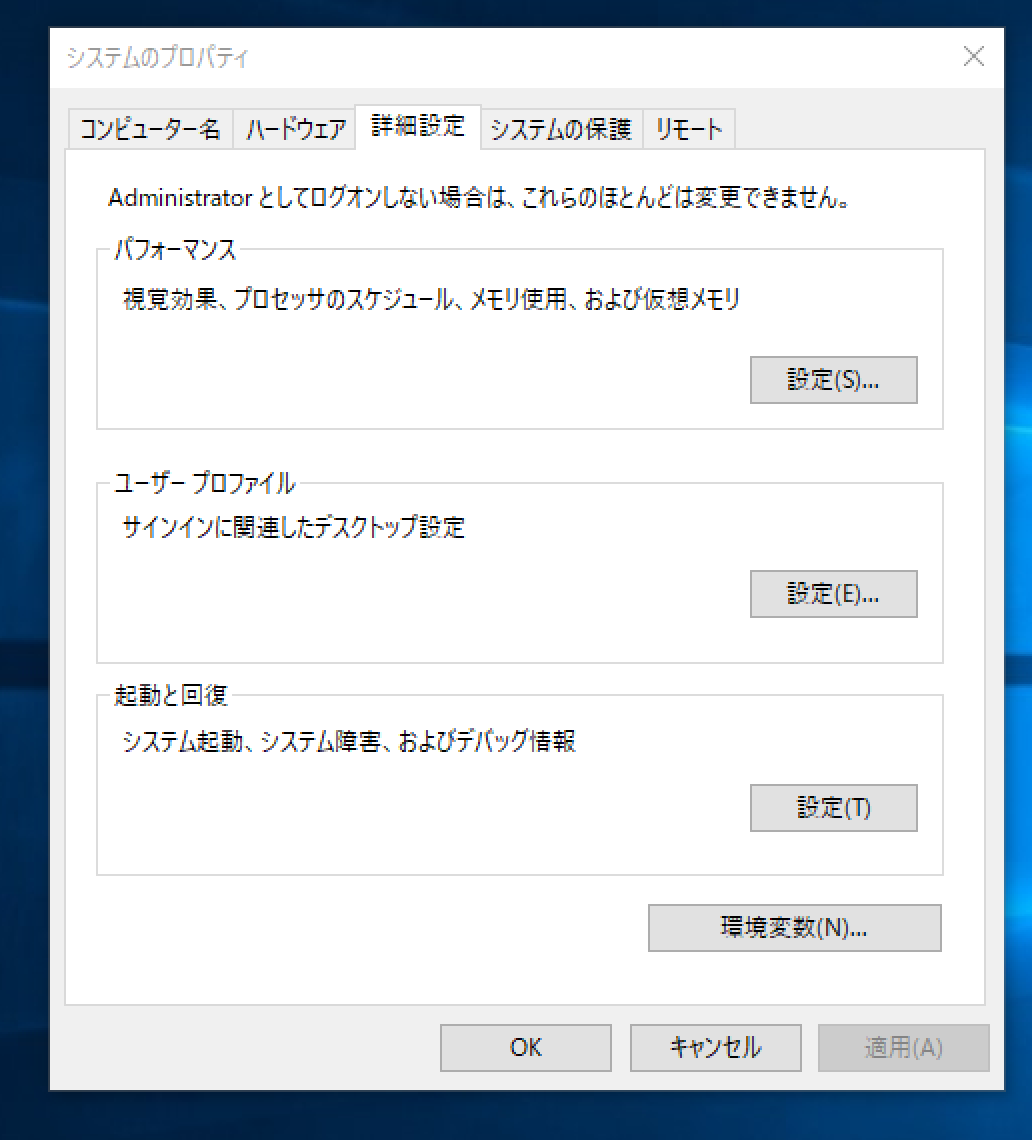 システムのプロパティ
コンピューター名 ハードウェア 詳細設定 システムの保護 リモート
Administrator としてログオンしない場合は、これらのほとんどは変更できません。
パフォーマンス
視覚効果、プロセッサのスケジュール、メモリ使用、および仮想メモリ
設定(S)...
ユーザー プロファイル
サインインに関連したデスクトップ設定
設定(E)...
起動と回復
システム起動、システム障害、およびデバッグ情報
設定(T)
環境変数(N)...
OK キャンセル 適用(A)